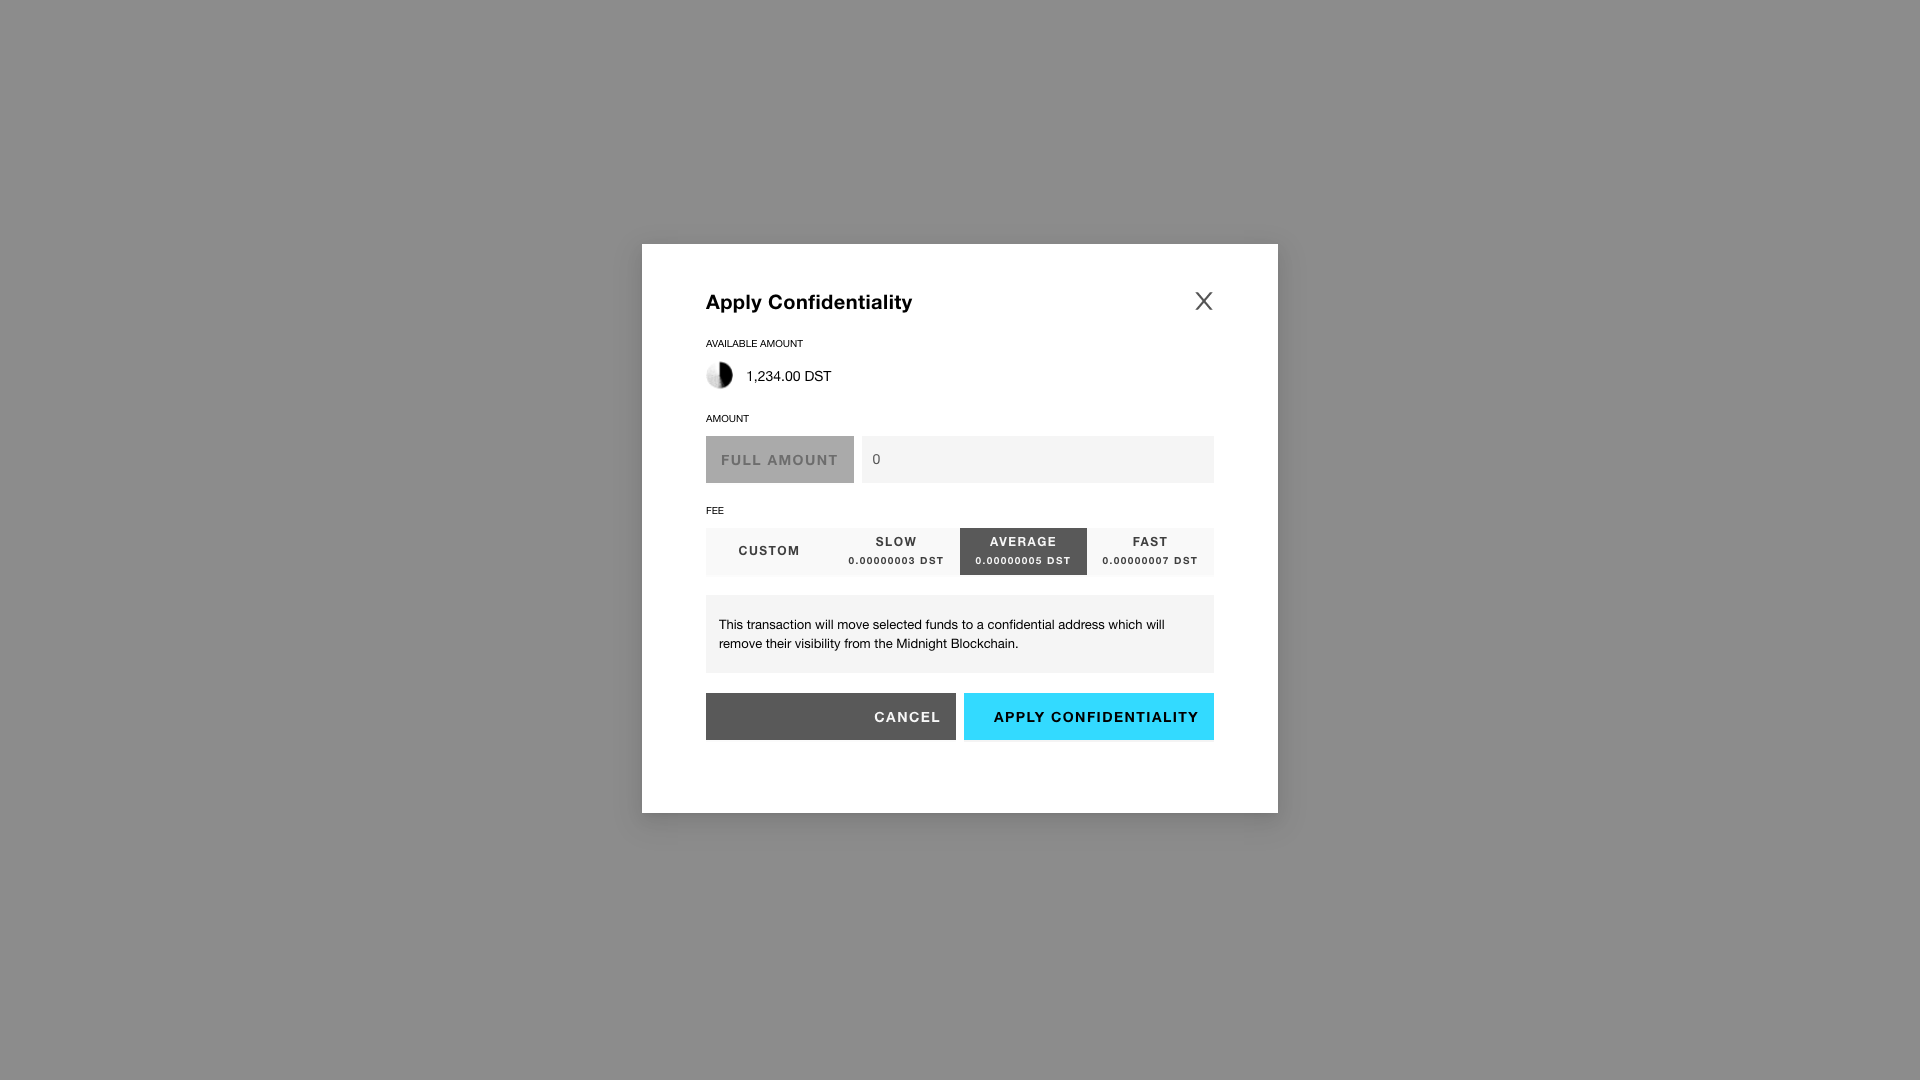 Apply Confidentiality
X
AVAILABLE AMOUNT
1,234.00 DST
AMOUNT
FULL AMOUNT
0
FEE
CUSTOM
SLOW
0.00000003 DST
AVERAGE
0.00000005 DST
FAST
0.00000007 DST
This transaction will move selected funds to a confidential address which will
remove their visibility from the Midnight Blockchain.
CANCEL
APPLY CONFIDENTIALITY